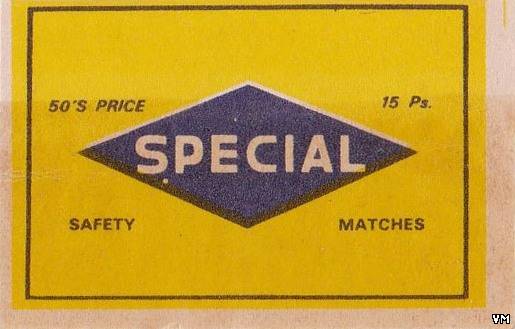 50'S PRICE 15 Ps.
SPECIAL
SAFETY MATCHES
VM